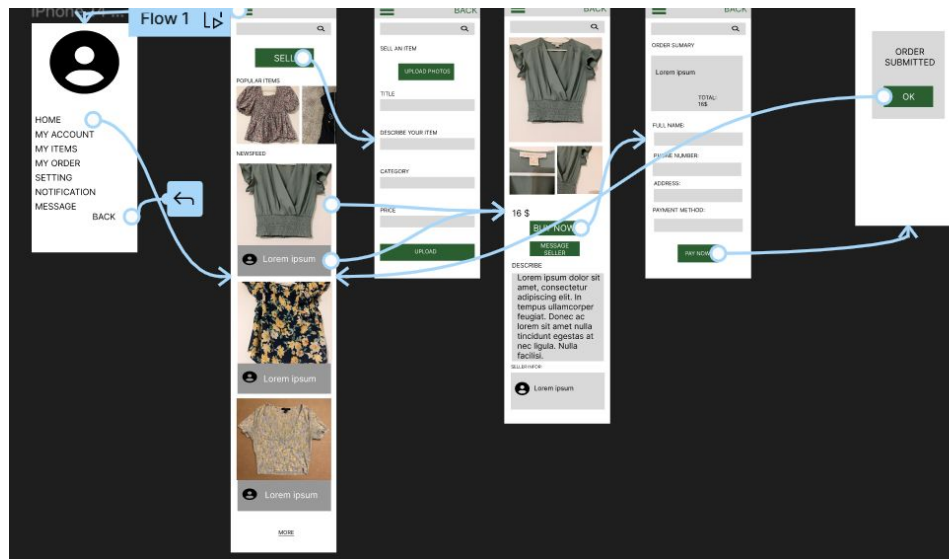 Flow 1
HOME
MY ACCOUNT
MY ITEMS
MY ORDER
SETTING
NOTIFICATION
MESSAGE
BACK
SELL
POPULAR ITEMS
NEWSFEED
Lorem ipsum
Lorem ipsum
Lorem ipsum
MORE
BACK
SELL AN ITEM
UPLOAD PHOTOS
TITLE
DESCRIBE YOUR ITEM
CATEGORY
PRICE
UPLOAD
BACK
16 $
BUY NOW
MESSAGE
SELLER
DESCRIBE
Lorem ipsum dolor sit
amet, consectetur
adipiscing elit. In
tempus ullamcorper
feugiat. Donec ac
lorem sit amet nulla
tincidunt egestas at
nec ligula. Nulla
facilisi.
SELLER INFOR:
Lorem ipsum
BACK
ORDER SUMARY
Lorem ipsum
TOTAL:
16$
FULL NAME:
PHONE NUMBER:
ADDRESS:
PAYMENT METHOD:
PAY NOW
ORDER
SUBMITTED
OK